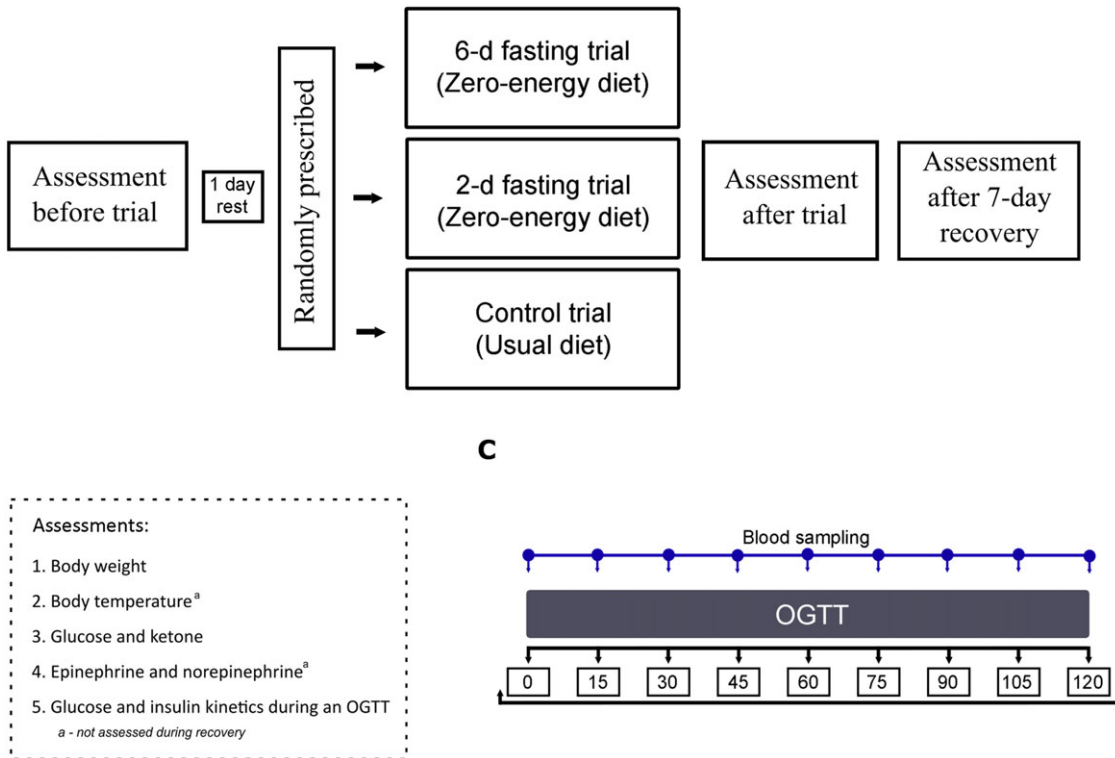 Assessment
before trial
1 day
rest
Randomly prescribed
6-d fasting trial
(Zero-energy diet)
2-d fasting trial
(Zero-energy diet)
Control trial
(Usual diet)
Assessment
after trial
Assessment
after 7-day
recovery
C
Assessments:
1. Body weight
2. Body temperature a
3. Glucose and ketone
4. Epinephrine and norepinephrine a
5. Glucose and insulin kinetics during an OGTT
a - not assessed during recovery
Blood sampling
OGTT
0 15 30 45 60 75 90 105 120